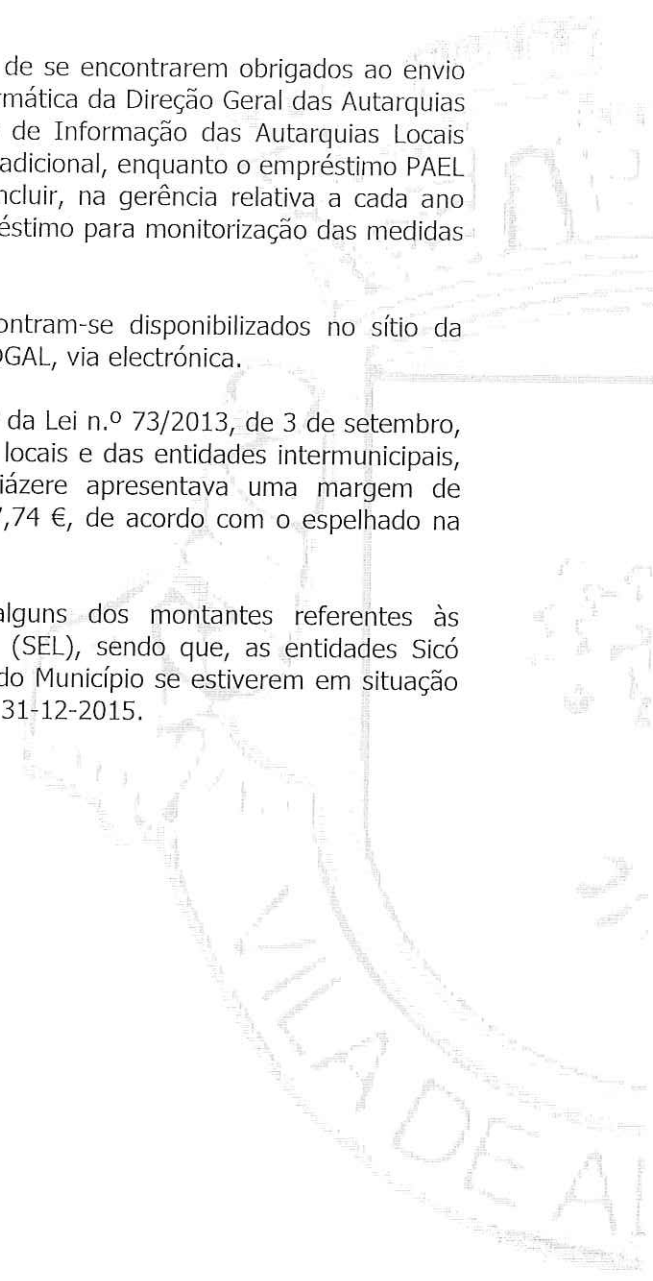 de se encontrarem obrigados ao envio
rmática da Direção Geral das Autarquias
de Informação das Autarquias Locais
adicional, enquanto o empréstimo PAEL
ncluir, na gerência relativa a cada ano
éstimo para monitorização das medidas
ontram-se disponibilizados no sítio da
OGAL, via electrónica.
da Lei n.º 73/2013, de 3 de setembro,
locais e das entidades intermunicipais,
iázere apresentava uma margem de
7,74 €, de acordo com o espelhado na
alguns dos montantes referentes às
(SEL), sendo que, as entidades Sicó
do Município se estiverem em situação
31-12-2015.
VILA DE AL